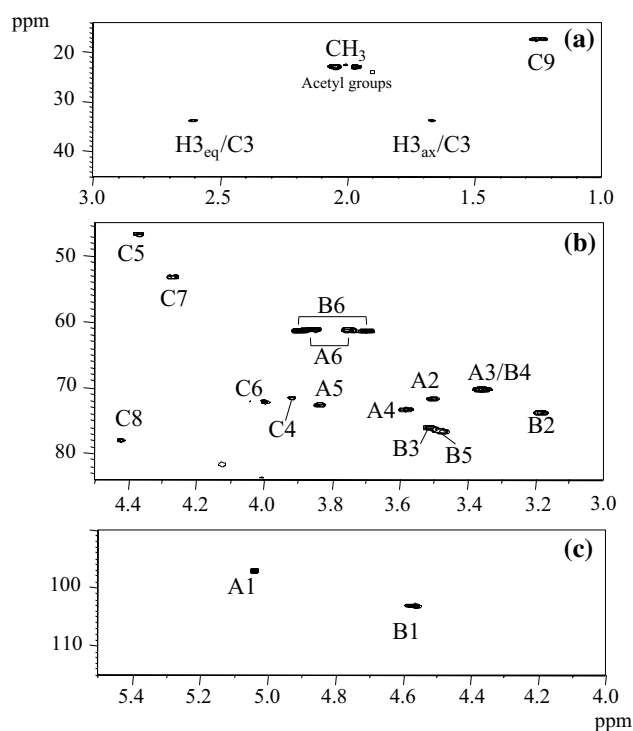 ppm
(a)
20
30
40
CH3
Acetyl groups
C9
H3eq/C3
H3ax/C3
3.0 2.5 2.0 1.5 1.0
(b)
50
60
70
80
C5
C7
B6
A6
C6
A5
C4
A4
A2
A3/B4
C8
B3
B5
B2
4.4 4.2 4.0 3.8 3.6 3.4 3.2 3.0
(c)
100
110
A1
B1
5.4 5.2 5.0 4.8 4.6 4.4 4.2 4.0
ppm